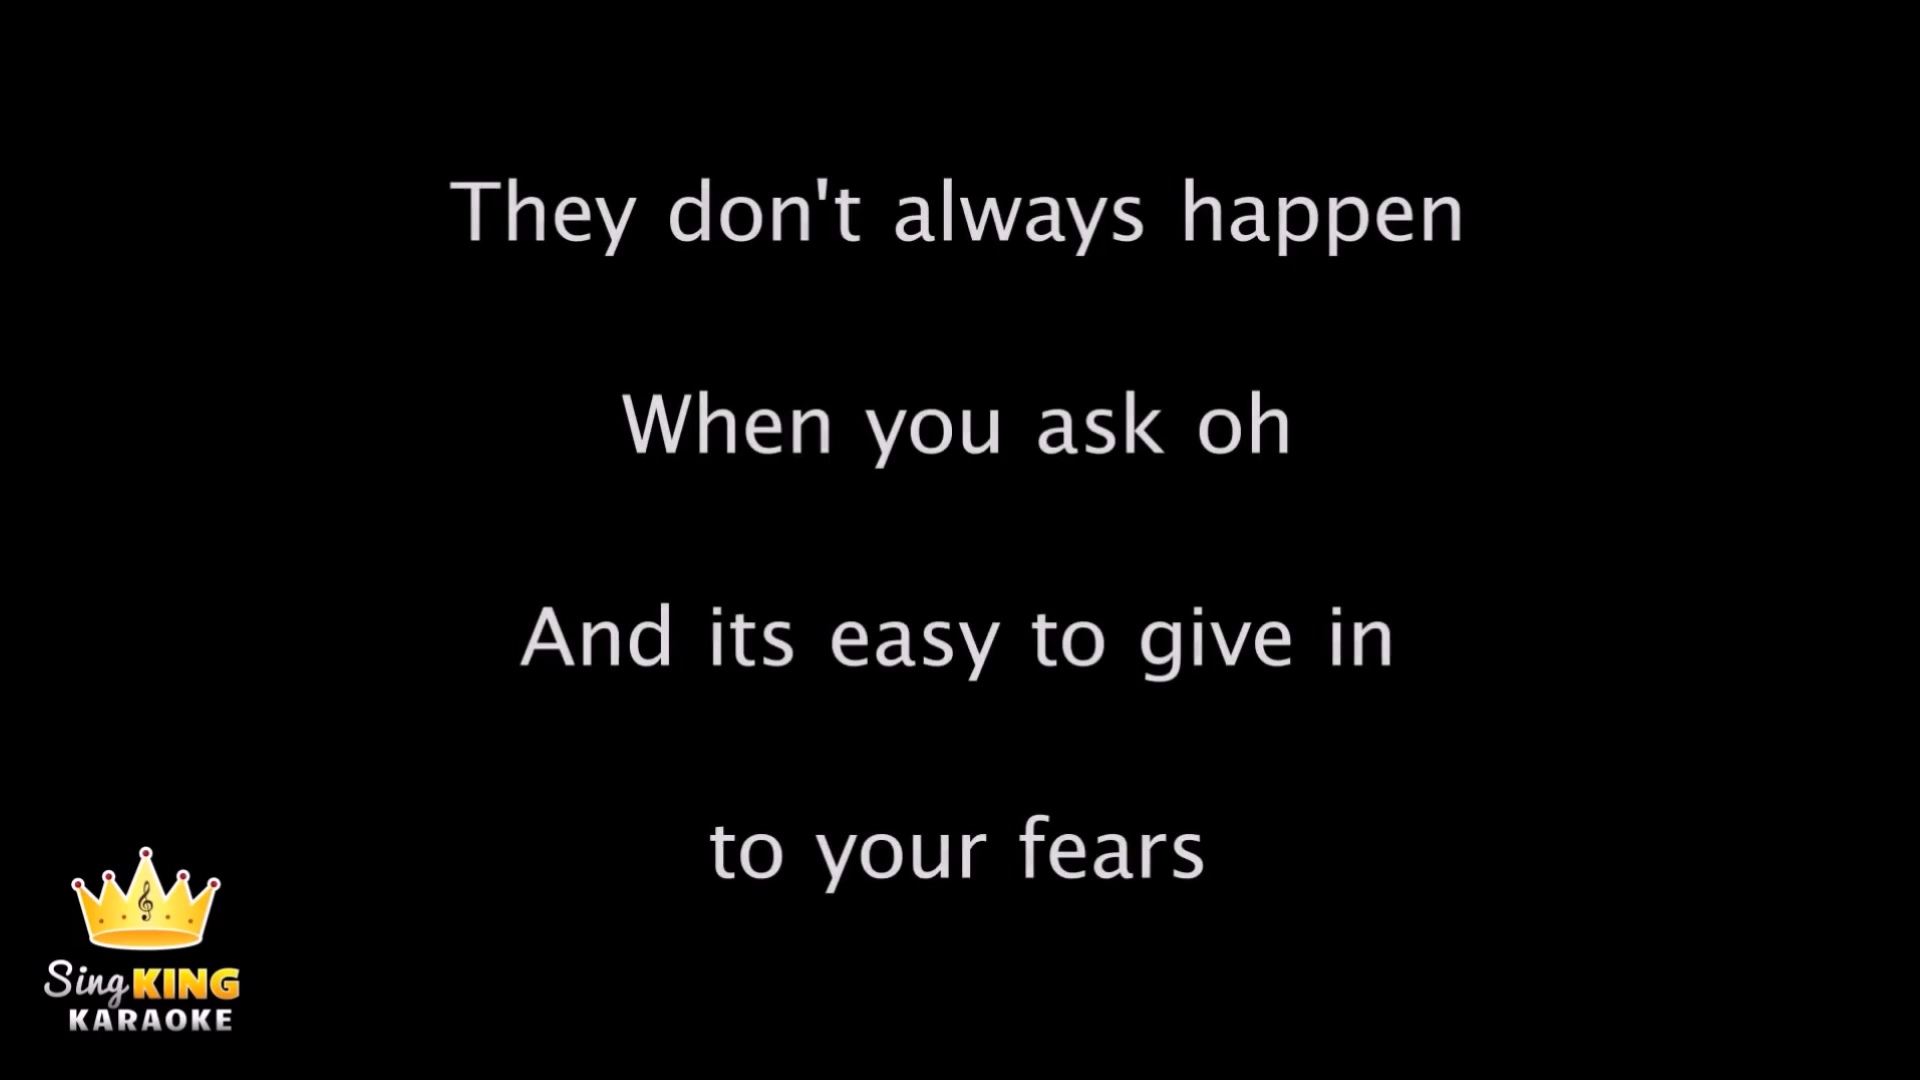 They don't always happen
When you ask oh
And its easy to give in
to your fears
Sing KING
KARAOKE